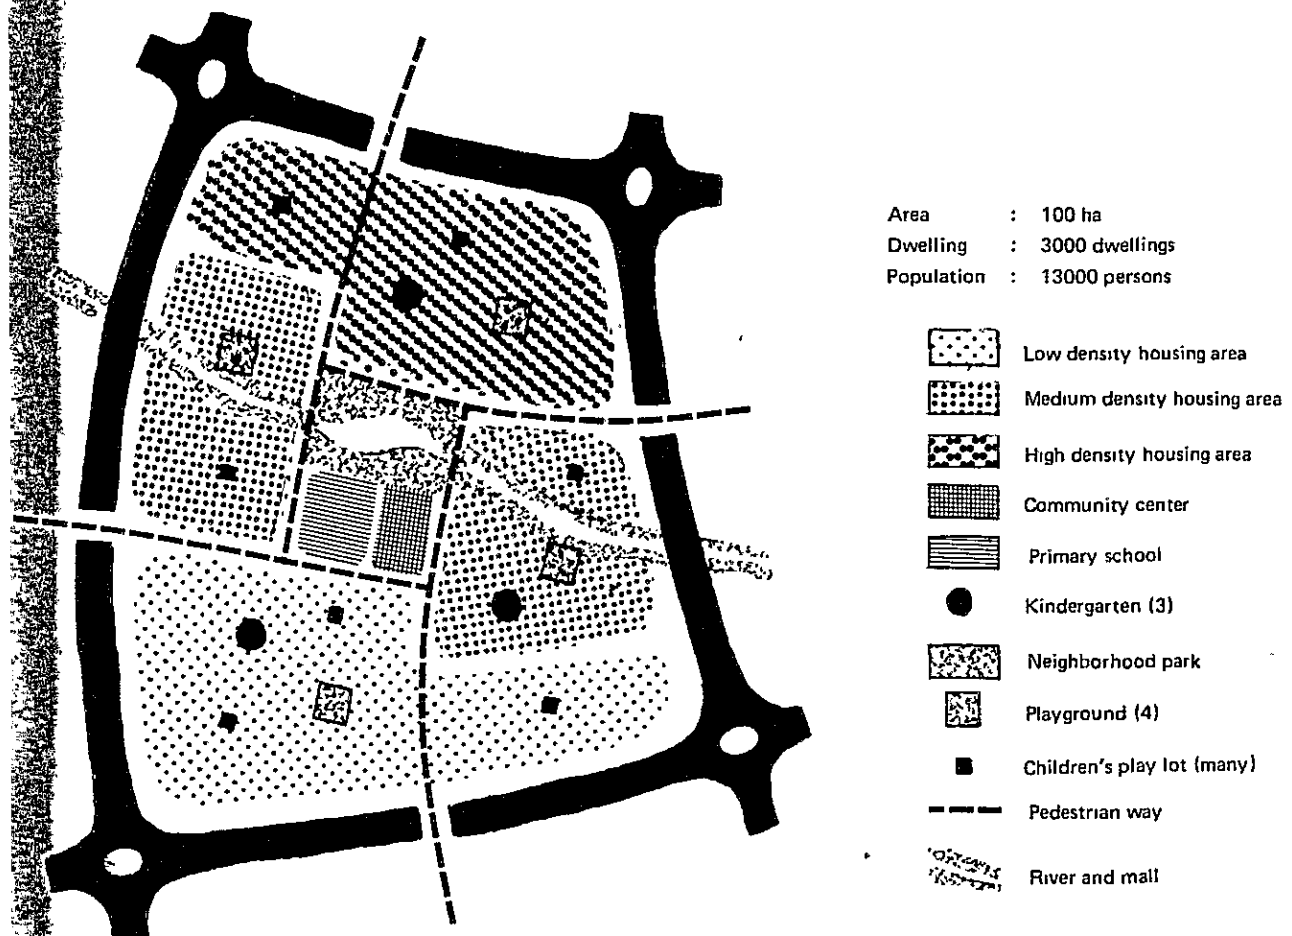 Area : 100 ha
Dwelling : 3000 dwellings
Population : 13000 persons
Low density housing area
Medium density housing area
High density housing area
Community center
Primary school
Kindergarten (3)
Neighborhood park
Playground (4)
Children's play lot (many)
Pedestrian way
River and mall